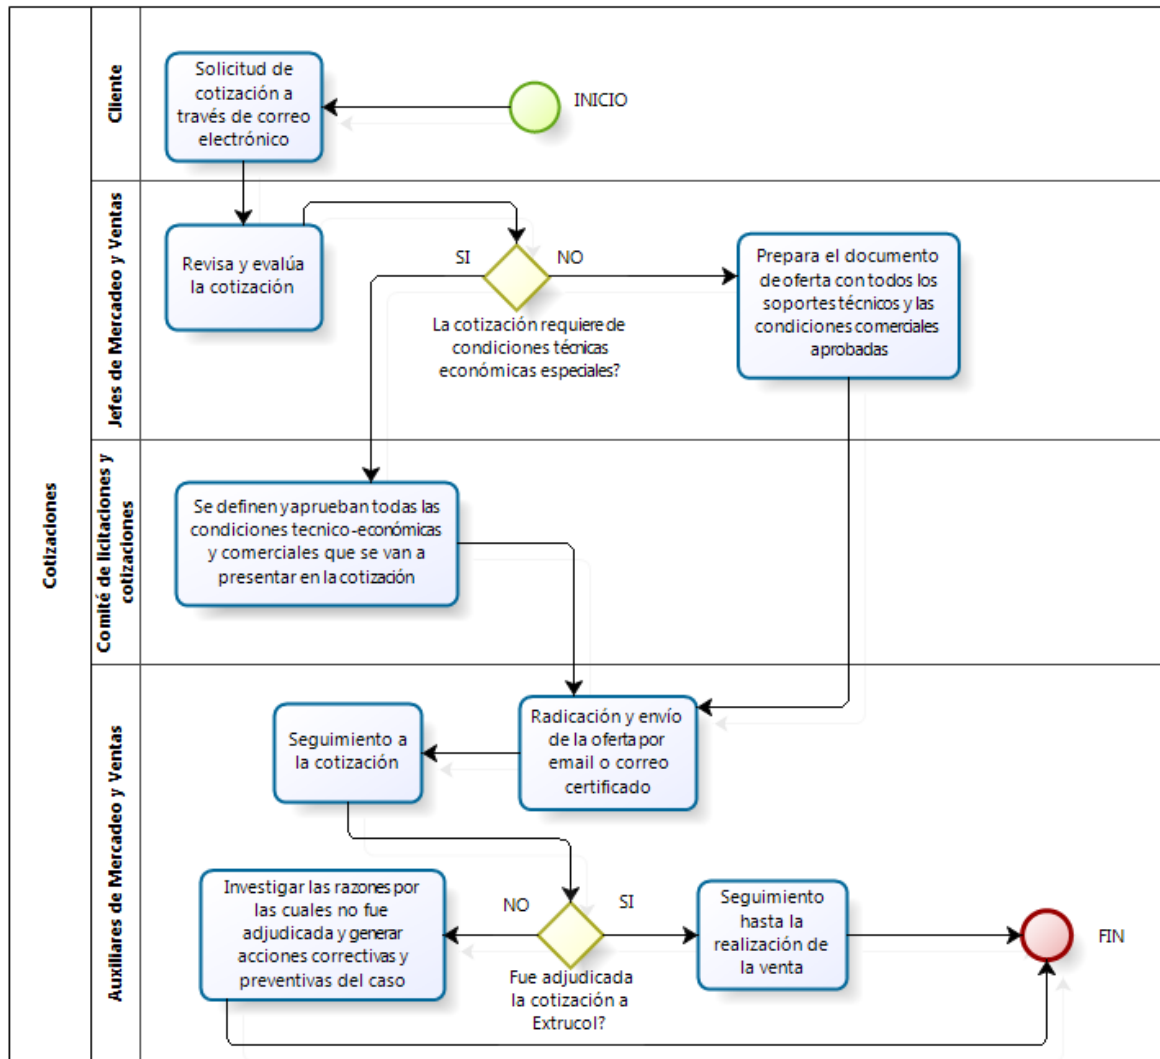 Cotizaciones
Cliente
Solicitud de
cotización a
través de correo
electrónico
INICIO
Jefes de Mercadeo y Ventas
Revisa y evalúa
la cotización
SI
NO
La cotización requiere de
condiciones técnicas
económicas especiales?
Prepara el documento
de oferta con todos los
soportes técnicos y las
condiciones comerciales
aprobadas
Comité de licitaciones y
cotizaciones
Se definen y aprueban todas las
condiciones tecnico-económicas
y comerciales que se van a
presentar en la cotización
Auxiliares de Mercadeo y Ventas
Seguimiento a
la cotización
Radicación y envío
de la oferta por
email o correo
certificado
Investigar las razones por
las cuales no fue
adjudicada y generar
acciones correctivas y
preventivas del caso
NO
SI
Fue adjudicada
la cotización a
Extrucol?
Seguimiento
hasta la
realización de
la venta
FIN